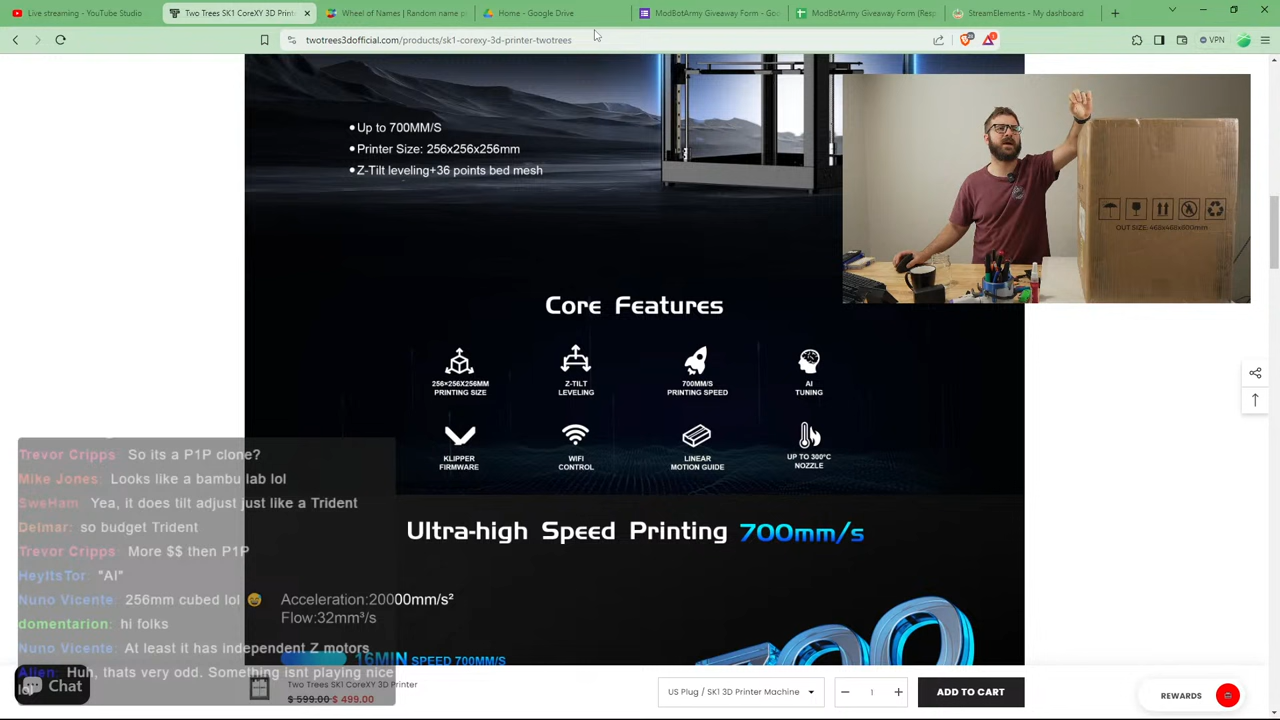 Live streaming - YouTube
Two Trees SK1 CoreXY 3D Print
Wheel of Names | Random name p
Home - Google Drive
ModBotArmy Giveaway Form - Go
ModBotArmy Giveaway Form (Resp
StreamElements - My dashboard
twotrees3dofficial.com/products/sk1-corexy-3d-printer-twotrees
VPN
•Up to 700MM/S
•Printer Size: 256x256x256mm
•Z-Tilt leveling+36 points bed mesh
OUT SIZE: 468x468x600mm
Core Features
256×256X256MM
PRINTING SIZE
Z-TILT
LEVELING
700MM/S
PRINTING SPEED
AI
TUNING
KLIPPER
FIRMWARE
WIFI
CONTROL
LINEAR
MOTION GUIDE
UP TO 300°C
NOZZLE
Ultra-high Speed Printing 700mm/s
Acceleration:20000mm/s²
Flow:32mm³/s
16MIN SPEED 700MM/S
700
Trevor Cripps: So its a P1P clone?
Mike Jones: Looks like a bambu lab lol
SweHam: Yea, it does tilt adjust just like a Trident
Delmar: so budget Trident
Trevor Cripps: More $$ then P1P
HeyItsTor: "AI"
Nuno Vicente: 256mm cubed lol 😅
domentarion: hi folks
Nuno Vicente: At least it has independent Z motors
Alien: Huh, thats very odd. Something isnt playing nice
lol
Chat
Two Trees SK1 CoreXY 3D Printer
$ 599.00 $ 499.00
US Plug / SK1 3D Printer Machine
− 1 +
ADD TO CART
REWARDS